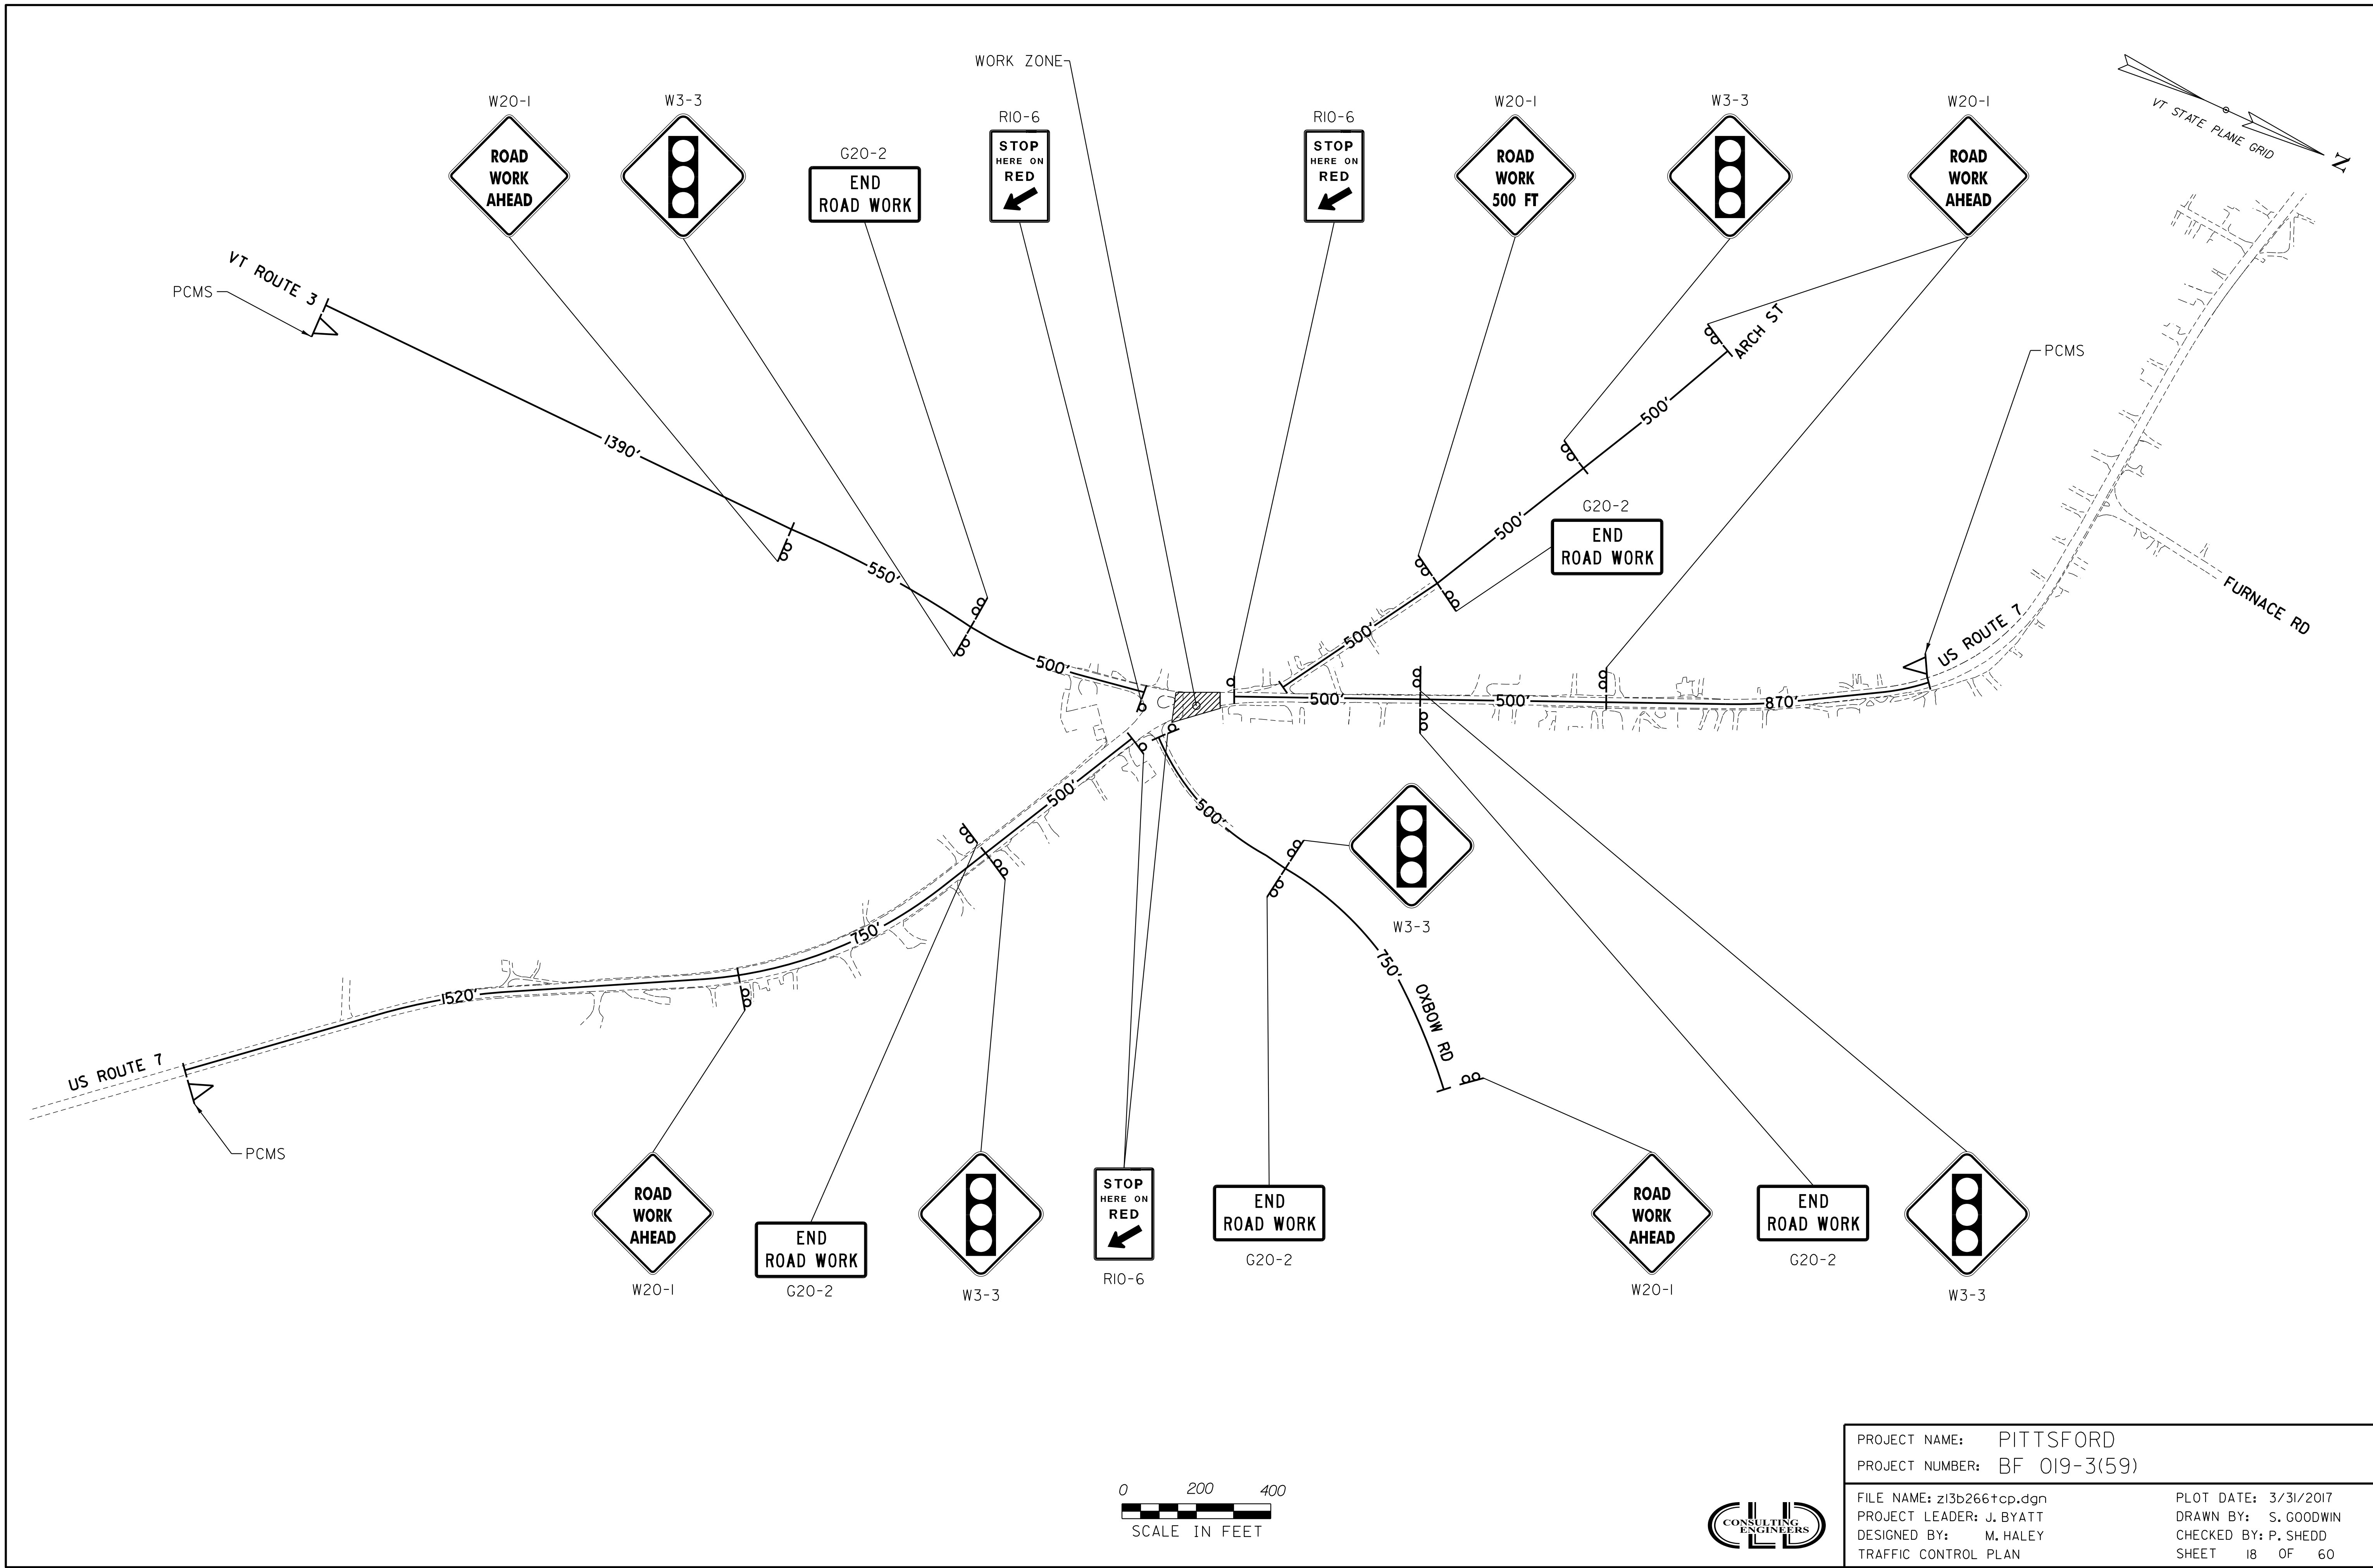 WORK ZONE
W20-1
ROAD
WORK
AHEAD
W3-3
G20-2
END
ROAD WORK
R10-6
STOP
HERE ON
RED
R10-6
STOP
HERE ON
RED
W20-1
ROAD
WORK
500 FT
W3-3
W20-1
ROAD
WORK
AHEAD
VT STATE PLANE GRID
N
VT ROUTE 3
PCMS
1390'
550'
500'
ARCH ST
500'
500'
500'
G20-2
END
ROAD WORK
PCMS
US ROUTE 7
FURNACE RD
500'
500'
870'
500'
750'
1520'
US ROUTE 7
PCMS
500'
750'
OXBOW RD
W3-3
ROAD
WORK
AHEAD
W20-1
END
ROAD WORK
G20-2
W3-3
STOP
HERE ON
RED
R10-6
END
ROAD WORK
G20-2
ROAD
WORK
AHEAD
W20-1
END
ROAD WORK
G20-2
W3-3
0 200 400
SCALE IN FEET
CLD
CONSULTING
ENGINEERS
PROJECT NAME: PITTSFORD
PROJECT NUMBER: BF 019-3(59)
FILE NAME: z13b266tcp.dgn
PROJECT LEADER: J. BYATT
DESIGNED BY: M. HALEY
TRAFFIC CONTROL PLAN
PLOT DATE: 3/31/2017
DRAWN BY: S. GOODWIN
CHECKED BY: P. SHEDD
SHEET 18 OF 60